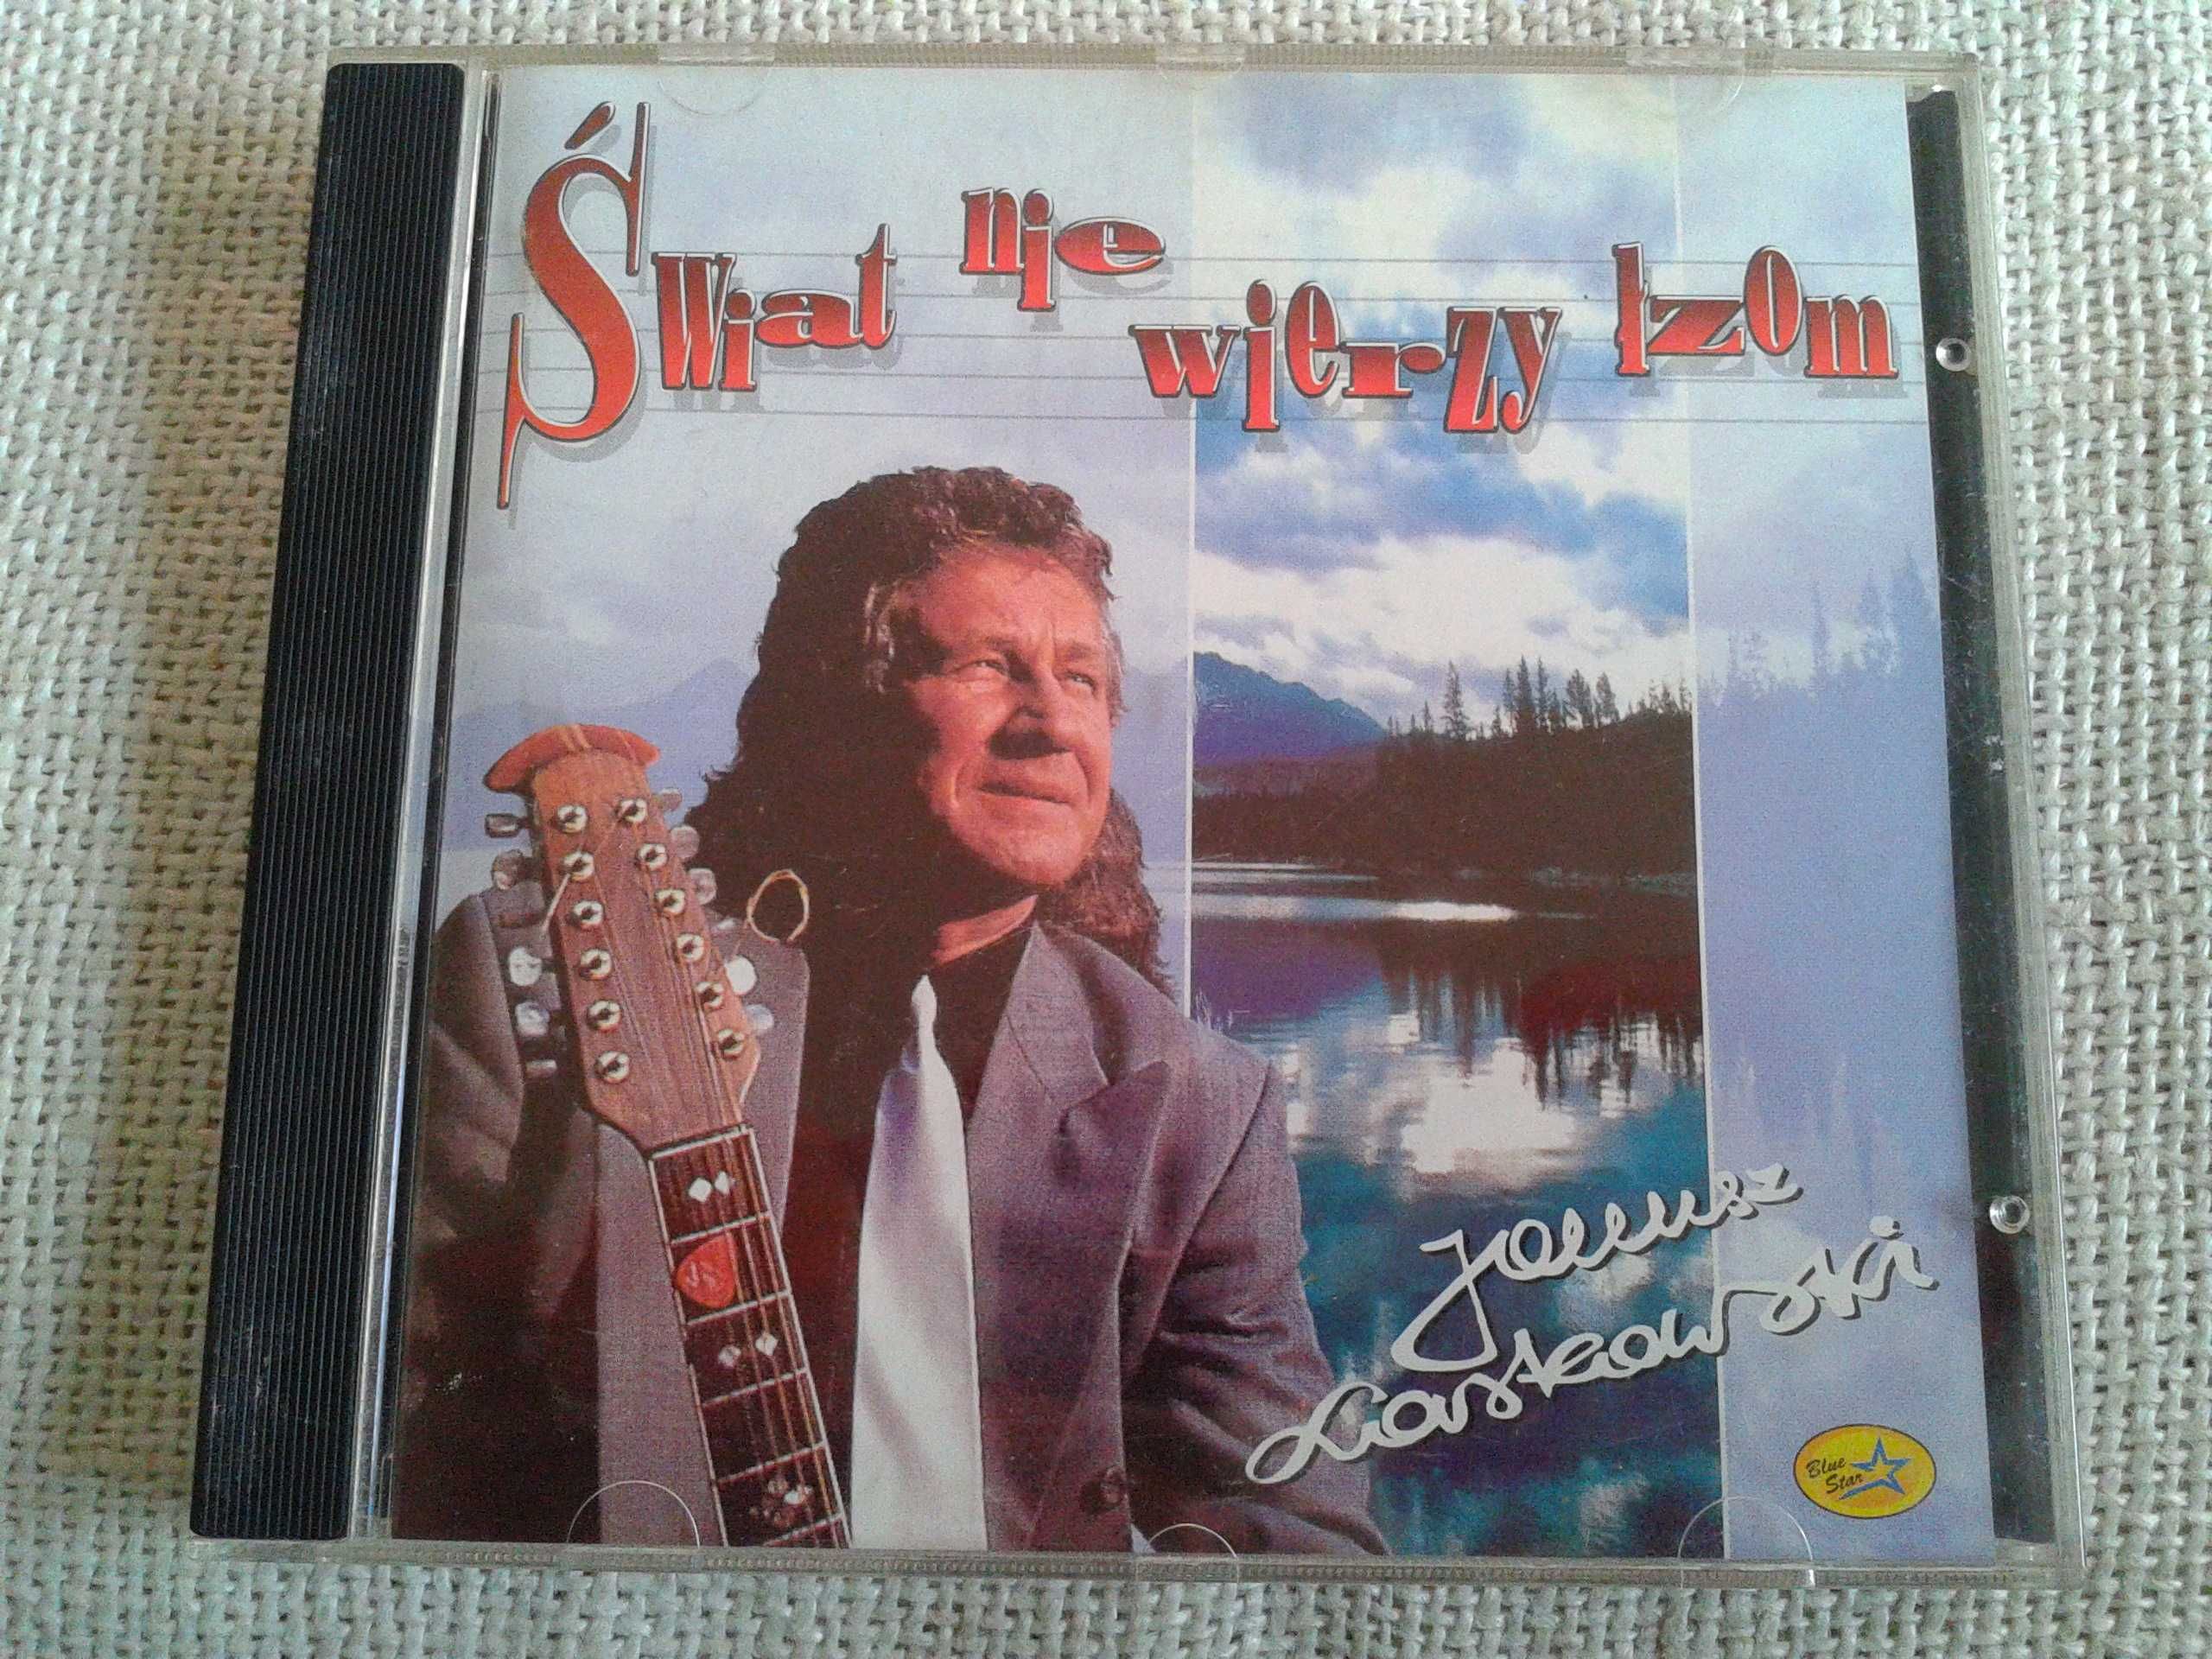 Świat nie wierzy łzom
Janusz
Laskowski
Blue
Star